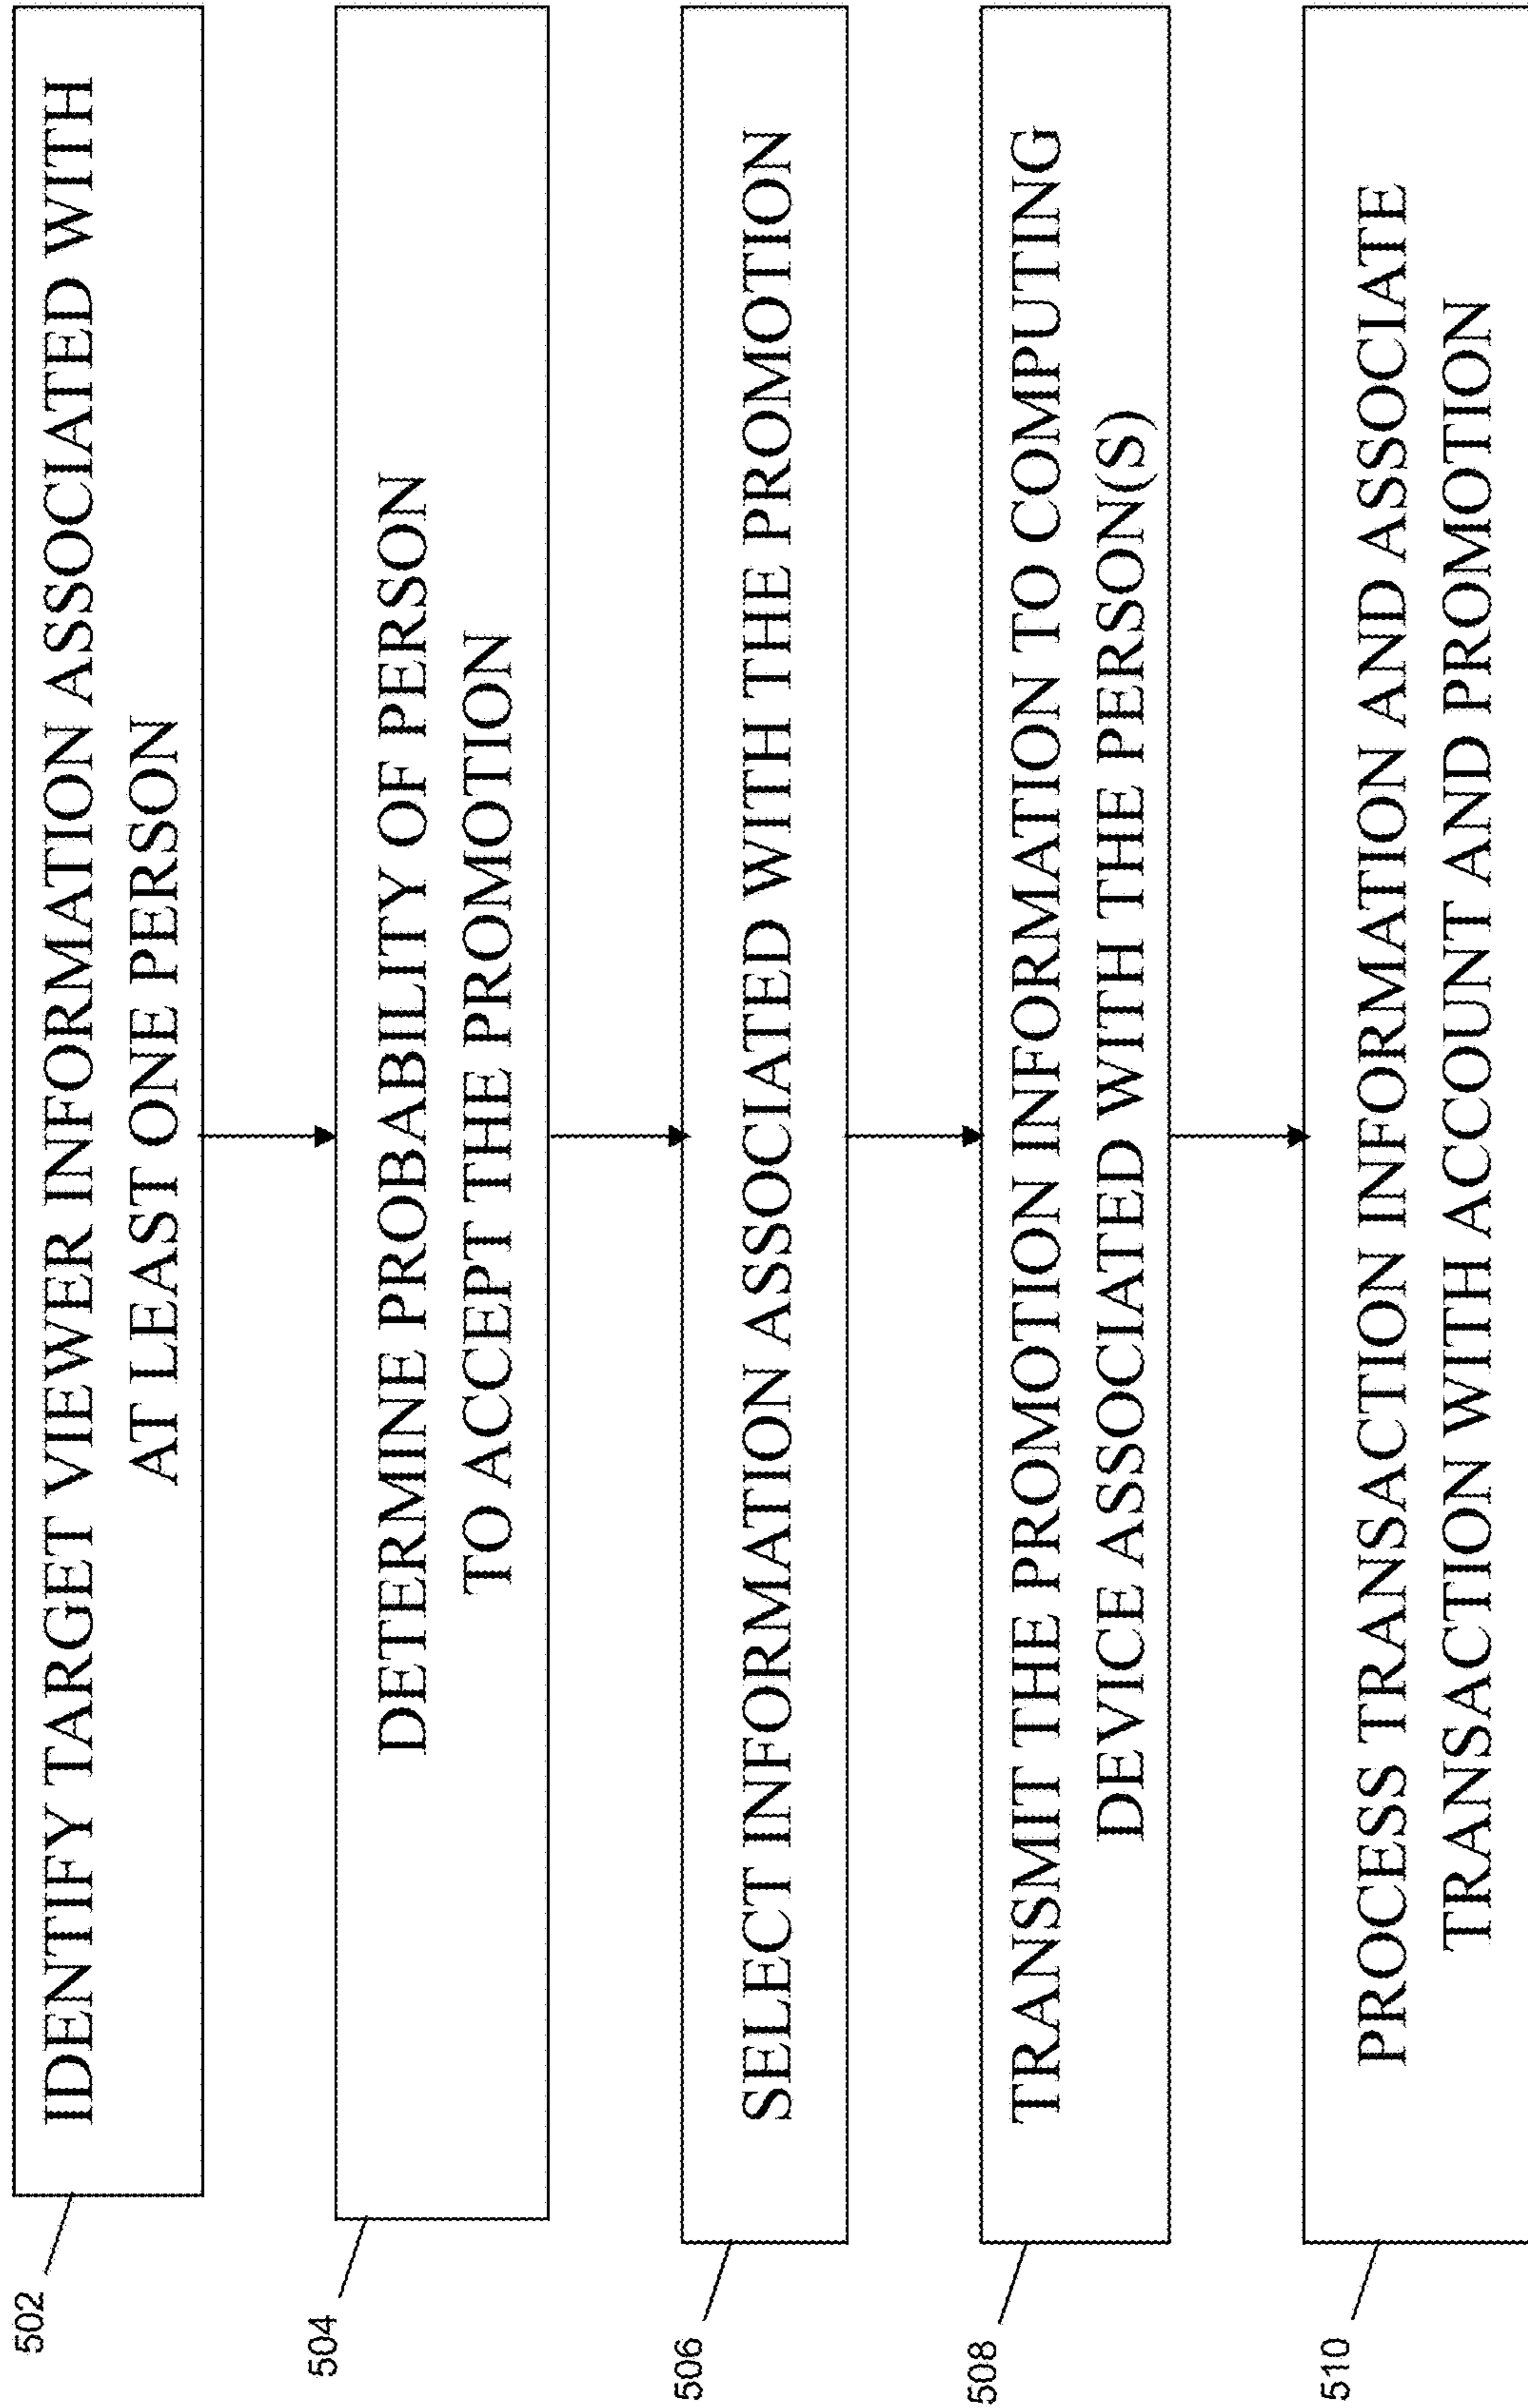 502
IDENTIFY TARGET VIEWER INFORMATION ASSOCIATED WITH
AT LEAST ONE PERSON
504
DETERMINE PROBABILITY OF PERSON
TO ACCEPT THE PROMOTION
506
SELECT INFORMATION ASSOCIATED WITH THE PROMOTION
508
TRANSMIT THE PROMOTION INFORMATION TO COMPUTING
DEVICE ASSOCIATED WITH THE PERSON(S)
510
PROCESS TRANSACTION INFORMATION AND ASSOCIATE
TRANSACTION WITH ACCOUNT AND PROMOTION